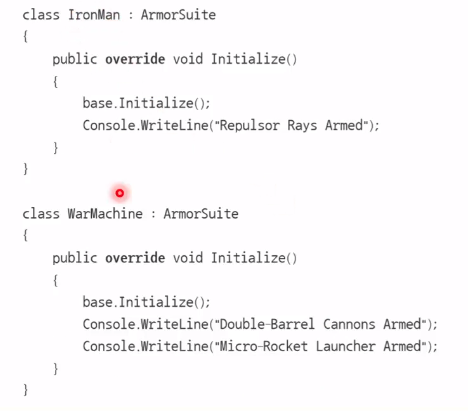 class IronMan : ArmorSuite
{
    public override void Initialize()
    {
        base.Initialize();
        Console.WriteLine("Repulsor Rays Armed");
    }
}
class WarMachine : ArmorSuite
{
    public override void Initialize()
    {
        base.Initialize();
        Console.WriteLine("Double-Barrel Cannons Armed");
        Console.WriteLine("Micro-Rocket Launcher Armed");
    }
}